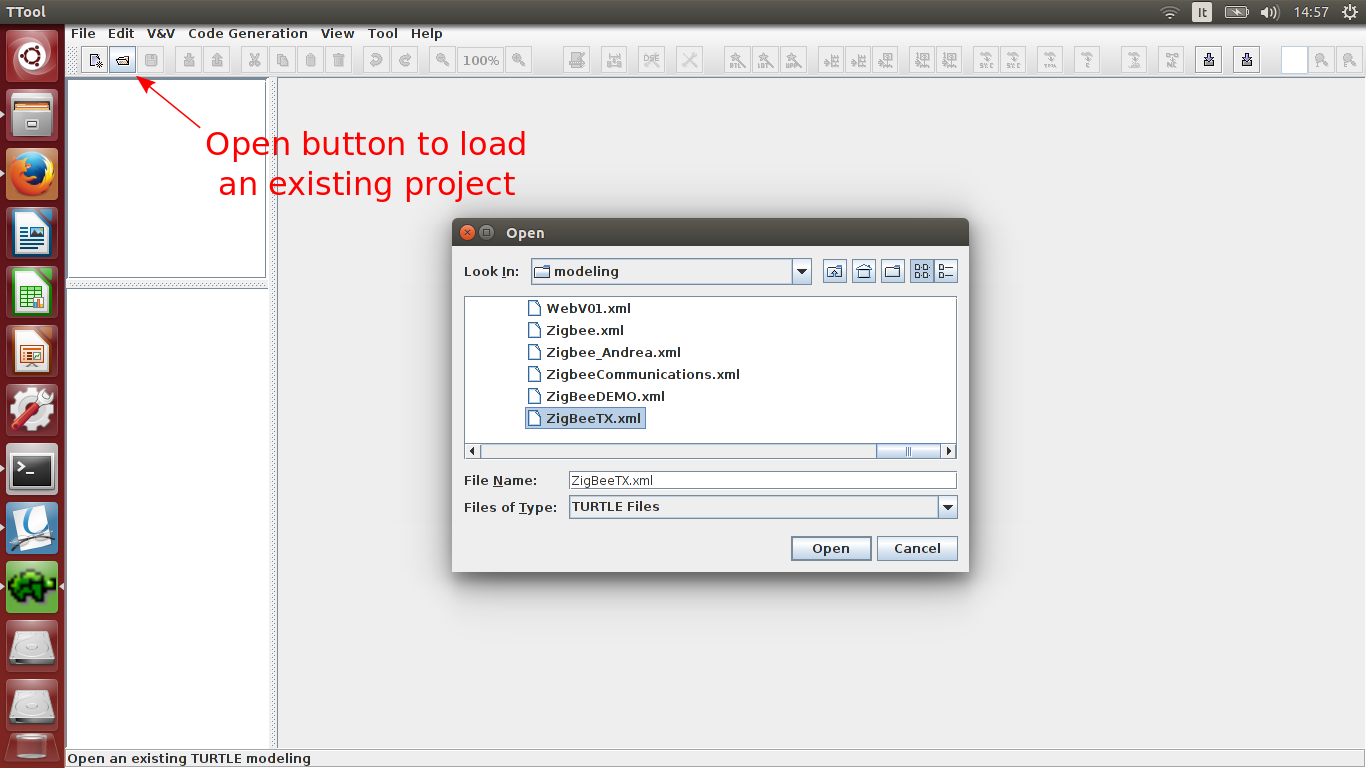 TTool
It
14:57
File Edit V&V Code Generation View Tool Help
100%
DSE
Open button to load
an existing project
Open
Look In:
modeling
WebV01.xml
Zigbee.xml
Zigbee_Andrea.xml
ZigbeeCommunications.xml
ZigBeeDEMO.xml
ZigBeeTX.xml
File Name:
ZigBeeTX.xml
Files of Type:
TURTLE Files
Open
Cancel
Open an existing TURTLE modeling